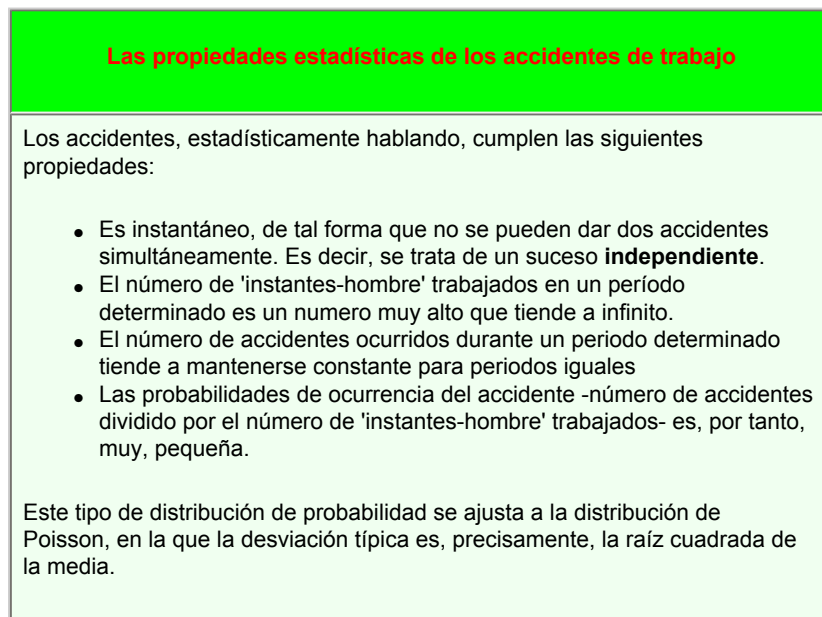 Las propiedades estadísticas de los accidentes de trabajo
Los accidentes, estadísticamente hablando, cumplen las siguientes
propiedades:
● Es instantáneo, de tal forma que no se pueden dar dos accidentes
simultáneamente. Es decir, se trata de un suceso independiente.
● El número de 'instantes-hombre' trabajados en un período
determinado es un numero muy alto que tiende a infinito.
● El número de accidentes ocurridos durante un periodo determinado
tiende a mantenerse constante para periodos iguales
● Las probabilidades de ocurrencia del accidente -número de accidentes
dividido por el número de 'instantes-hombre' trabajados- es, por tanto,
muy, pequeña.
Este tipo de distribución de probabilidad se ajusta a la distribución de
Poisson, en la que la desviación típica es, precisamente, la raíz cuadrada de
la media.